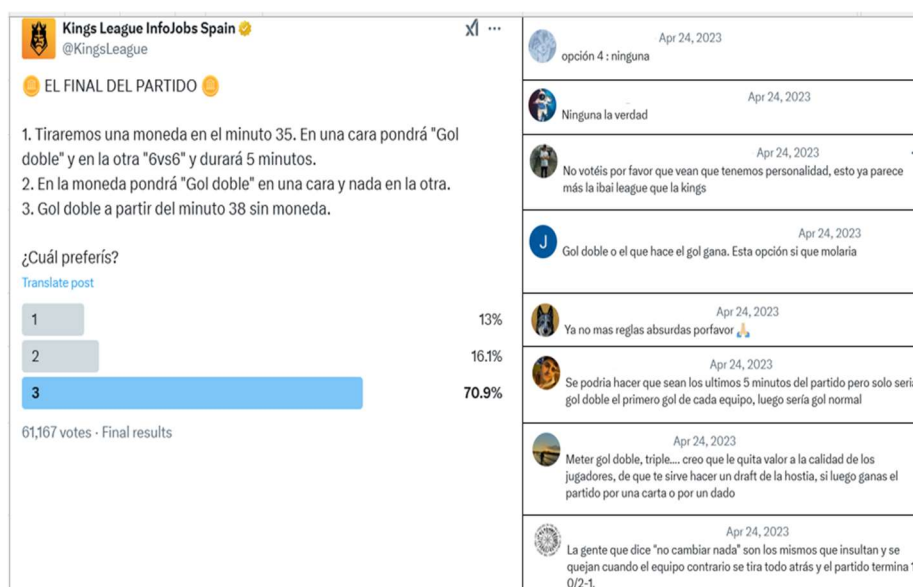 Kings League InfoJobs Spain
@KingsLeague
EL FINAL DEL PARTIDO
1. Tiraremos una moneda en el minuto 35. En una cara pondrá "Gol
doble" y en la otra "6vs6" y durará 5 minutos.
2. En la moneda pondrá "Gol doble" en una cara y nada en la otra.
3. Gol doble a partir del minuto 38 sin moneda.
¿Cuál preferís?
Translate post
1 13%
2 16.1%
3 70.9%
61,167 votes · Final results
Apr 24, 2023
opción 4 : ninguna
Apr 24, 2023
Ninguna la verdad
Apr 24, 2023
No votéis por favor que vean que tenemos personalidad, esto ya parece
más la ibai league que la kings
J
Apr 24, 2023
Gol doble o el que hace el gol gana. Esta opción si que molaria
Apr 24, 2023
Ya no mas reglas absurdas porfavor
Apr 24, 2023
Se podria hacer que sean los ultimos 5 minutos del partido pero solo seria
gol doble el primero gol de cada equipo, luego sería gol normal
Apr 24, 2023
Meter gol doble, triple.... creo que le quita valor a la calidad de los
jugadores, de que te sirve hacer un draft de la hostia, si luego ganas el
partido por una carta o por un dado
Apr 24, 2023
La gente que dice "no cambiar nada" son los mismos que insultan y se
quejan cuando el equipo contrario se tira todo atrás y el partido termina
0/2-1.